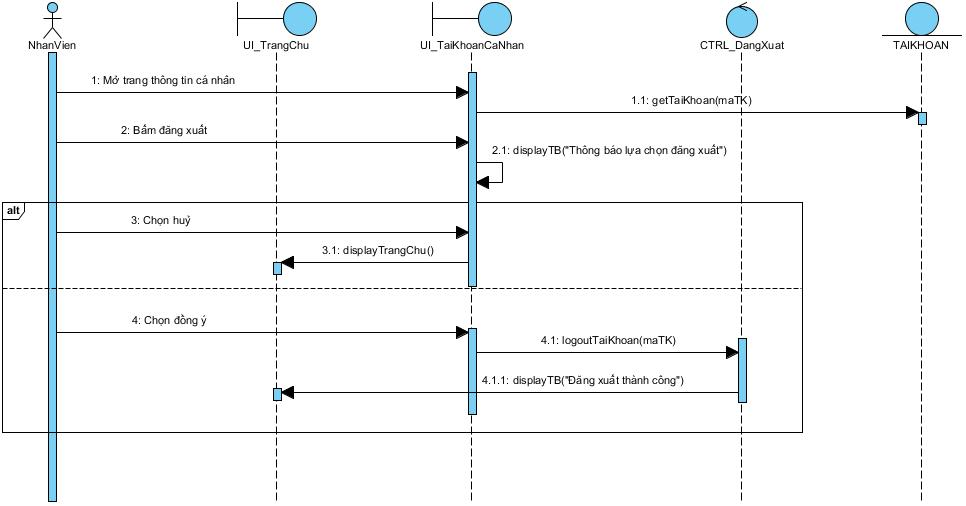 NhanVien
UI_TrangChu
UI_TaiKhoanCaNhan
CTRL_DangXuat
TAIKHOAN
1: Mở trang thông tin cá nhân
1.1: getTaiKhoan(maTK)
2: Bấm đăng xuất
2.1: displayTB("Thông báo lựa chọn đăng xuất")
alt
3: Chọn huỷ
3.1: displayTrangChu()
4: Chọn đồng ý
4.1: logoutTaiKhoan(maTK)
4.1.1: displayTB("Đăng xuất thành công")